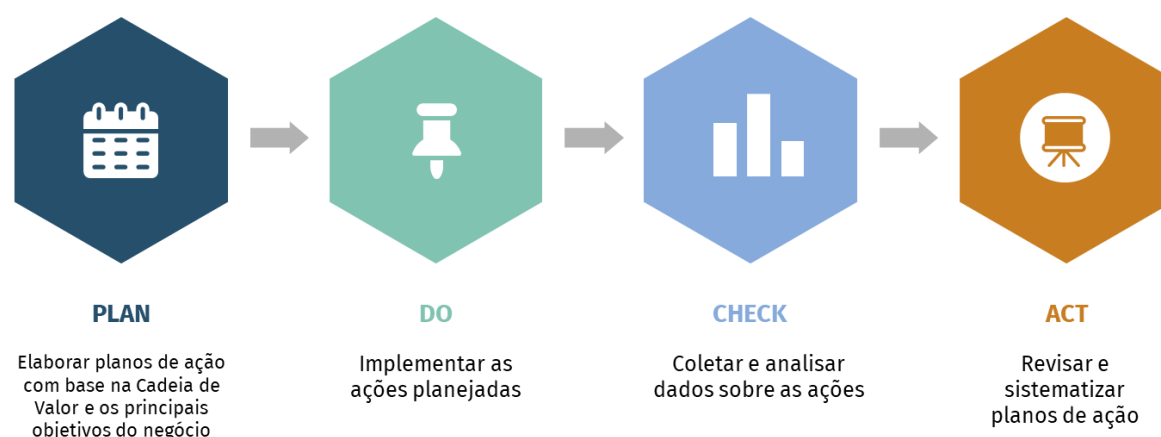 PLAN
Elaborar planos de ação
com base na Cadeia de
Valor e os principais
objetivos do negócio
DO
Implementar as
ações planejadas
CHECK
Coletar e analisar
dados sobre as ações
ACT
Revisar e
sistematizar
planos de ação